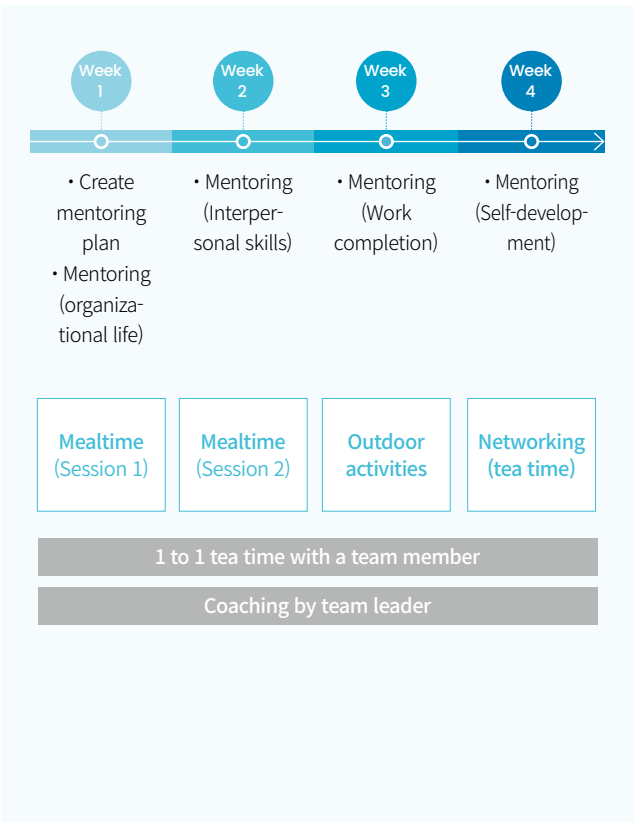 Week
1
Week
2
Week
3
Week
4
• Create
mentoring
plan
• Mentoring
(organiza-
tional life)
• Mentoring
(Interper-
sonal skills)
• Mentoring
(Work
completion)
• Mentoring
(Self-develop-
ment)
Mealtime
(Session 1)
Mealtime
(Session 2)
Outdoor
activities
Networking
(tea time)
1 to 1 tea time with a team member
Coaching by team leader